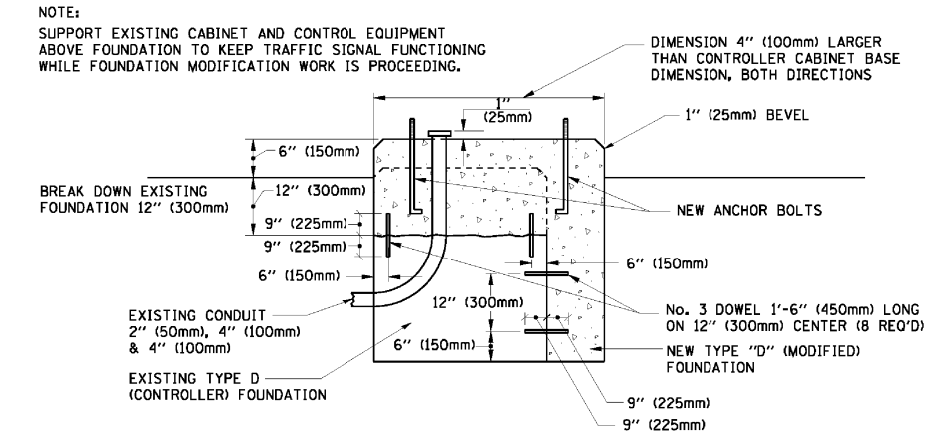 NOTE:
SUPPORT EXISTING CABINET AND CONTROL EQUIPMENT
ABOVE FOUNDATION TO KEEP TRAFFIC SIGNAL FUNCTIONING
WHILE FOUNDATION MODIFICATION WORK IS PROCEEDING.
DIMENSION 4" (100mm) LARGER
THAN CONTROLLER CABINET BASE
DIMENSION, BOTH DIRECTIONS
1"
(25mm)
1" (25mm) BEVEL
6" (150mm)
BREAK DOWN EXISTING
FOUNDATION 12" (300mm)
12" (300mm)
9" (225mm)
9" (225mm)
6" (150mm)
NEW ANCHOR BOLTS
6" (150mm)
12" (300mm)
6" (150mm)
EXISTING CONDUIT
2" (50mm), 4" (100mm)
& 4" (100mm)
EXISTING TYPE D
(CONTROLLER) FOUNDATION
No. 3 DOWEL 1'-6" (450mm) LONG
ON 12" (300mm) CENTER (8 REQ'D)
NEW TYPE "D" (MODIFIED)
FOUNDATION
9" (225mm)
9" (225mm)